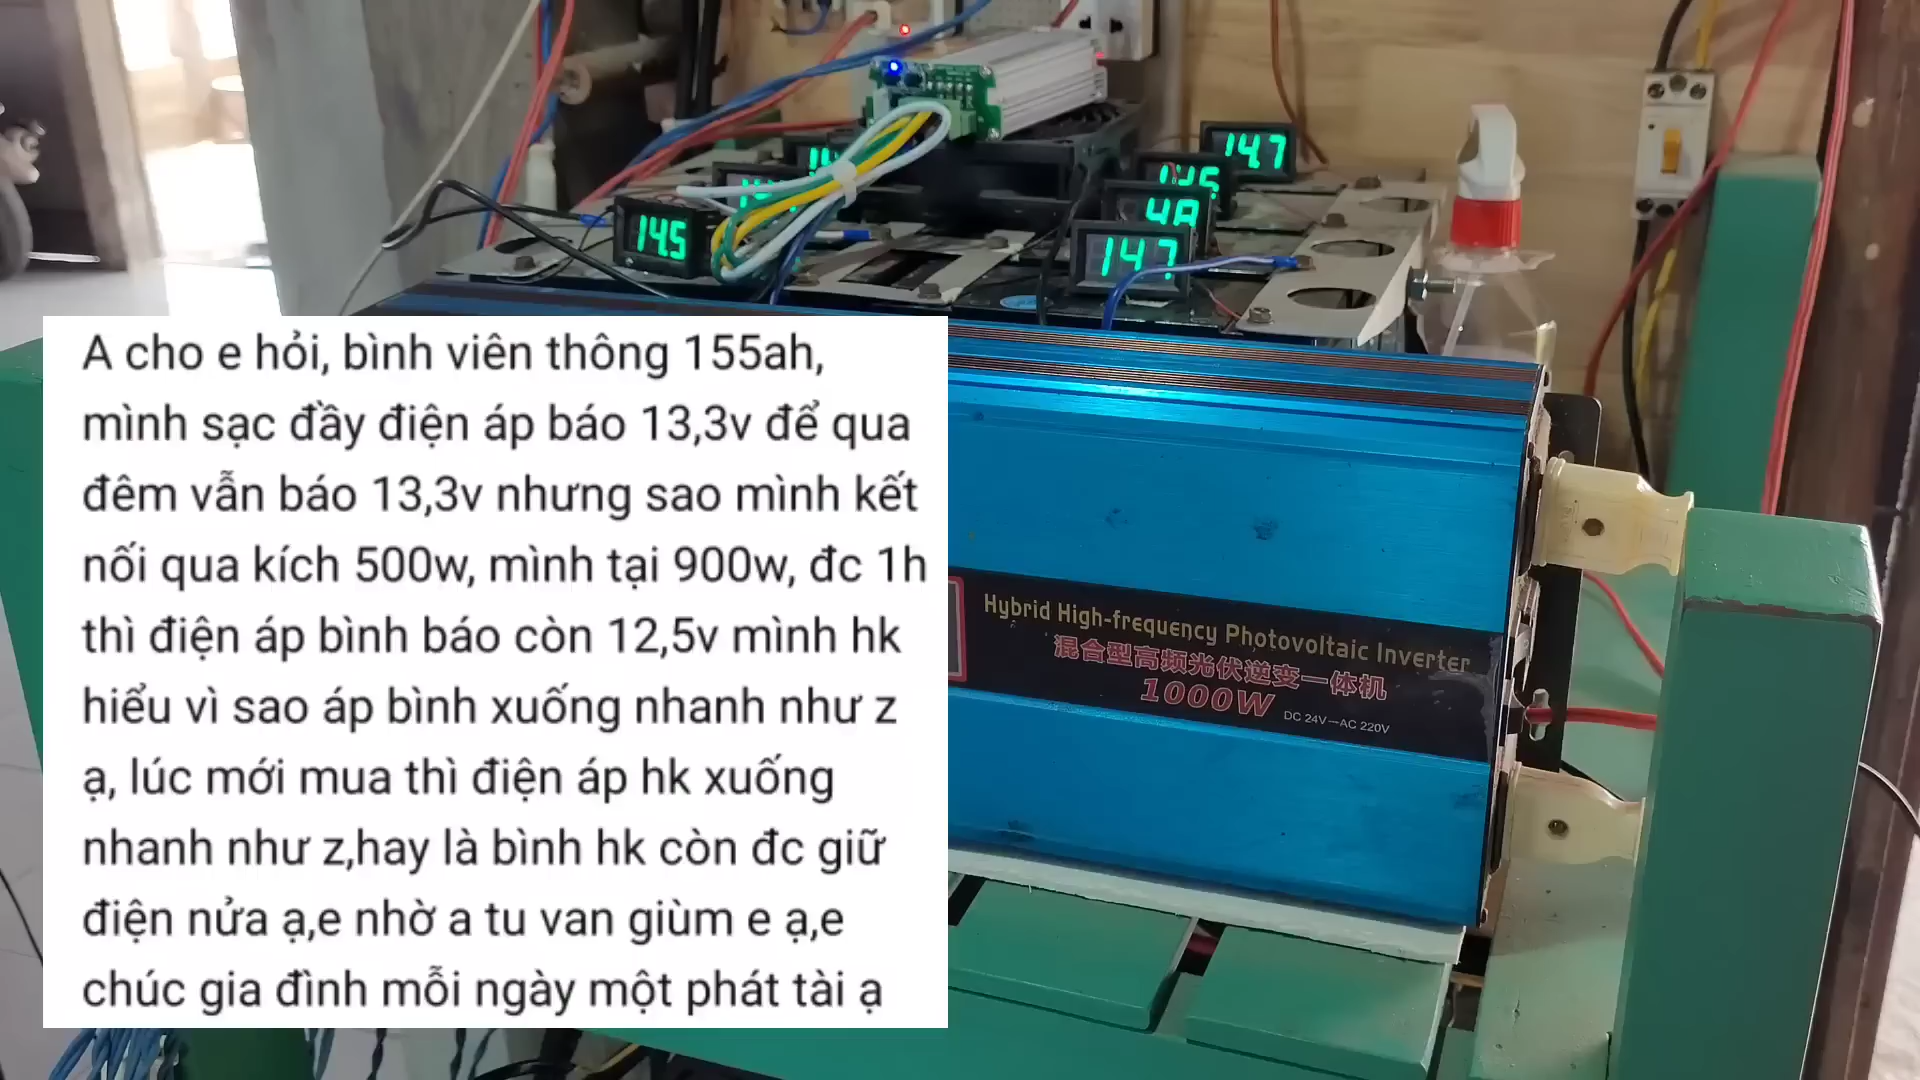 14.5
14.7
14.7
A cho e hỏi, bình viên thông 155ah,
mình sạc đầy điện áp báo 13,3v để qua
đêm vẫn báo 13,3v nhưng sao mình kết
nối qua kích 500w, mình tại 900w, đc 1h
thì điện áp bình báo còn 12,5v mình hk
hiểu vì sao áp bình xuống nhanh như z
ạ, lúc mới mua thì điện áp hk xuống
nhanh như z,hay là bình hk còn đc giữ
điện nửa ạ,e nhờ a tu van giùm e ạ,e
chúc gia đình mỗi ngày một phát tài ạ
Hybrid High-frequency Photovoltaic Inverter
混合型高频光伏逆变一体机
1000W DC 24V—AC 220V